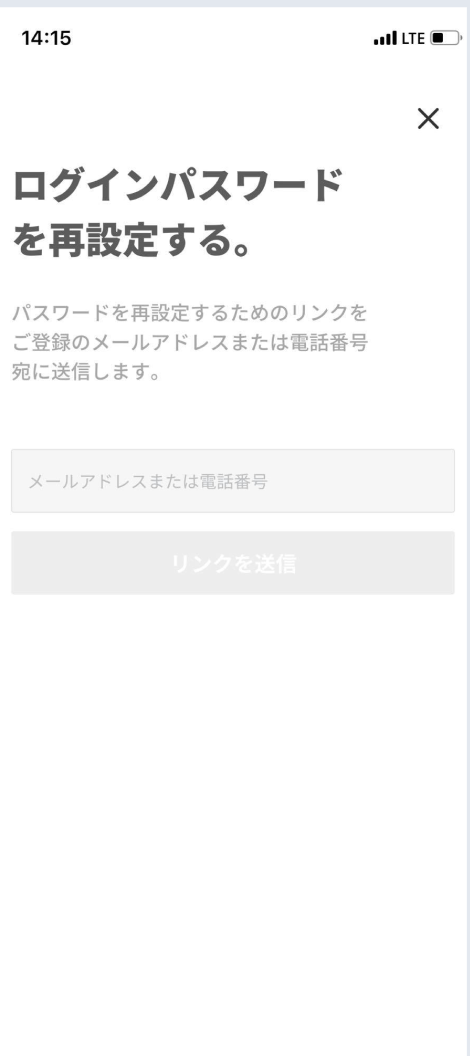 14:15
LTE
ログインパスワード
を再設定する。
パスワードを再設定するためのリンクを
ご登録のメールアドレスまたは電話番号
宛に送信します。
メールアドレスまたは電話番号
リンクを送信